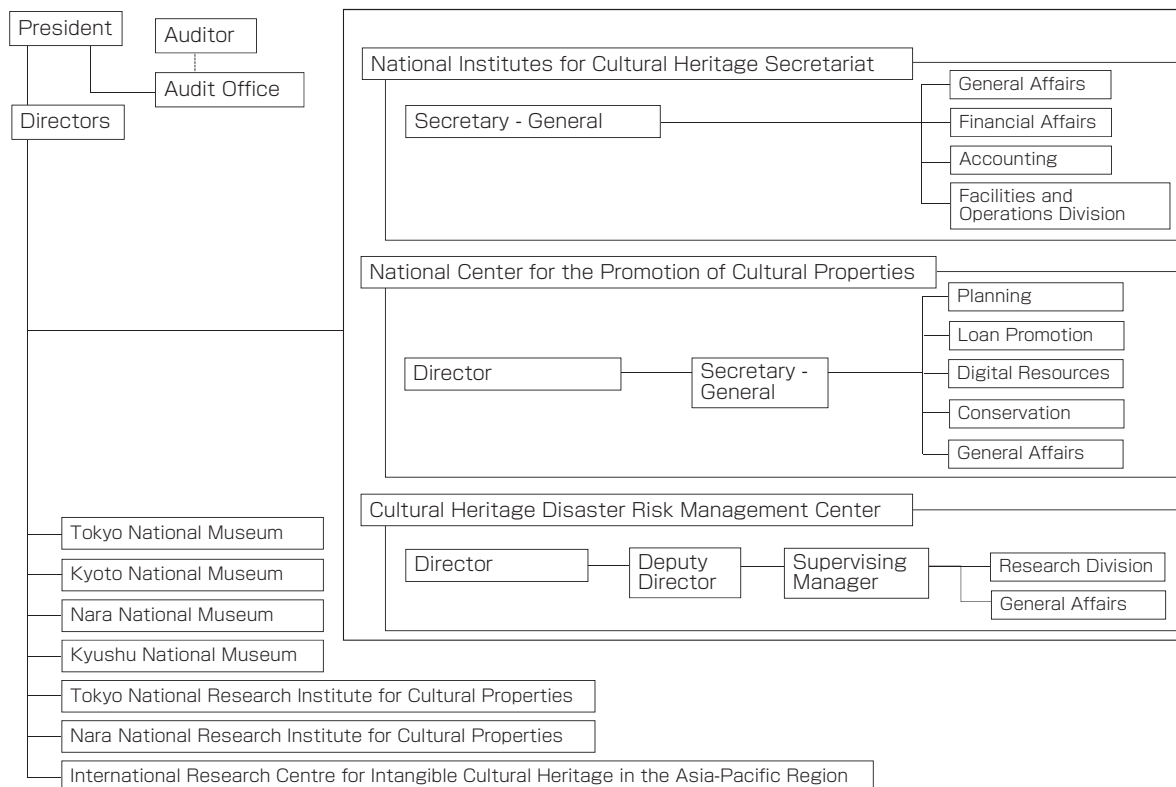 President
Auditor
Audit Office
Directors
National Institutes for Cultural Heritage Secretariat
Secretary - General
General Affairs
Financial Affairs
Accounting
Facilities and
Operations Division
National Center for the Promotion of Cultural Properties
Director
Secretary -
General
Planning
Loan Promotion
Digital Resources
Conservation
General Affairs
Cultural Heritage Disaster Risk Management Center
Director
Deputy
Director
Supervising
Manager
Research Division
General Affairs
Tokyo National Museum
Kyoto National Museum
Nara National Museum
Kyushu National Museum
Tokyo National Research Institute for Cultural Properties
Nara National Research Institute for Cultural Properties
International Research Centre for Intangible Cultural Heritage in the Asia-Pacific Region